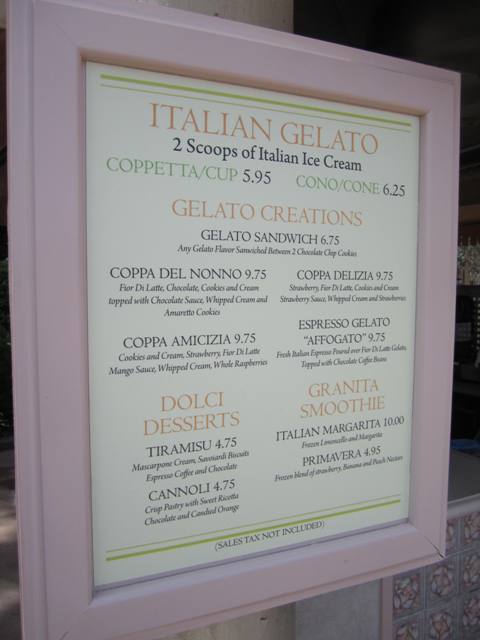 ITALIAN GELATO
2 Scoops of Italian Ice Cream
COPPETTA/CUP 5.95
CONO/CONE 6.25
GELATO CREATIONS
GELATO SANDWICH 6.75
Any Gelato Flavor Sanwiched Between 2 Chocolate Chip Cookies
COPPA DEL NONNO 9.75
Fior Di Latte, Chocolate, Cookies and Cream
topped with Chocolate Sauce, Whipped Cream and
Amaretto Cookies
COPPA DELIZIA 9.75
Strawberry, Fior Di Latte, Cookies and Cream
Strawberry Sauce, Whipped Cream and Strawberries
COPPA AMICIZIA 9.75
Cookies and Cream, Strawberry, Fior Di Latte
Mango Sauce, Whipped Cream, Whole Raspberries
ESPRESSO GELATO
"AFFOGATO" 9.75
Fresh Italian Espresso Poured over Fior Di Latte Gelato,
Topped with Chocolate Coffee Beans
DOLCI
DESSERTS
TIRAMISU 4.75
Mascarpone Cream, Savoiardi Biscuits
Espresso Coffee and Chocolate
CANNOLI 4.75
Crisp Pastry with Sweet Ricotta
Chocolate and Candied Orange
GRANITA
SMOOTHIE
ITALIAN MARGARITA 10.00
Frozen Limoncello and Margarita
PRIMAVERA 4.95
Frozen blend of strawberry, Banana and Peach Nectars
(SALES TAX NOT INCLUDED)